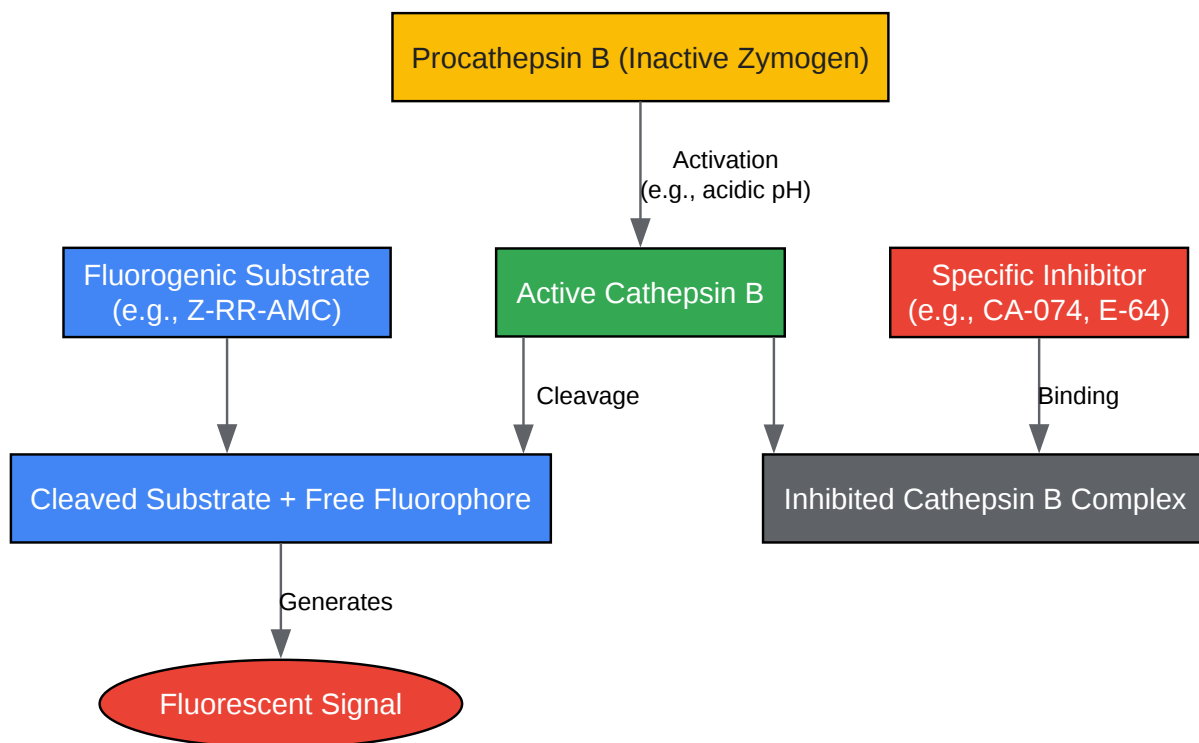 Procathepsin B (Inactive Zymogen)
Activation
(e.g., acidic pH)
Fluorogenic Substrate
(e.g., Z-RR-AMC)
Active Cathepsin B
Specific Inhibitor
(e.g., CA-074, E-64)
Cleavage
Binding
Cleaved Substrate + Free Fluorophore
Inhibited Cathepsin B Complex
Generates
Fluorescent Signal